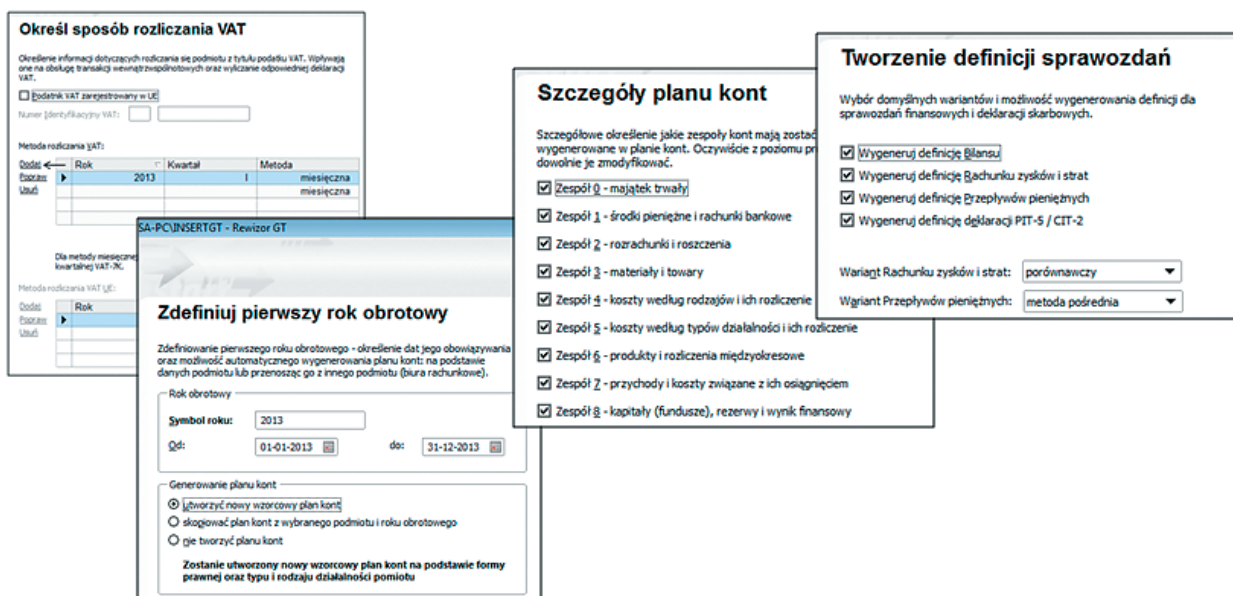 Określ sposób rozliczania VAT
Określenie informacji dotyczących rozliczania się podmiotu z tytułu podatku VAT. Wpływają
one na obsługę transakcji wewnątrzwspólnotowych oraz wyliczanie odpowiedniej deklaracji
VAT.
Podatnik VAT zarejestrowany w UE
Numer Identyfikacyjny VAT:
Metoda rozliczania VAT:
Dodaj Rok Kwartał Metoda
Popraw 2013 I miesięczna
Usuń miesięczna
Dla metody miesięcznej
kwartalnej VAT-7K.
Metoda rozliczania VAT UE:
Dodaj Rok
Popraw
Usuń
SA-PC\INSERTGT - Rewizor GT
Zdefiniuj pierwszy rok obrotowy
Zdefiniowanie pierwszego roku obrotowego - określenie dat jego obowiązywania
oraz możliwość automatycznego wygenerowania planu kont: na podstawie
danych podmiotu lub przenosząc go z innego podmiotu (biura rachunkowe).
Rok obrotowy
Symbol roku: 2013
Od: 01-01-2013 do: 31-12-2013
Generowanie planu kont
utworzyć nowy wzorcowy plan kont
skopiować plan kont z wybranego podmiotu i roku obrotowego
nie tworzyć planu kont
Zostanie utworzony nowy wzorcowy plan kont na podstawie formy
prawnej oraz typu i rodzaju działalności pomiotu
Szczegóły planu kont
Szczegółowe określenie jakie zespoły kont mają zostać
wygenerowane w planie kont. Oczywiście z poziomu pr
dowolnie je zmodyfikować.
Zespół 0 - majątek trwały
Zespół 1 - środki pieniężne i rachunki bankowe
Zespół 2 - rozrachunki i roszczenia
Zespół 3 - materiały i towary
Zespół 4 - koszty według rodzajów i ich rozliczenie
Zespół 5 - koszty według typów działalności i ich rozliczenie
Zespół 6 - produkty i rozliczenia międzyokresowe
Zespół 7 - przychody i koszty związane z ich osiągnięciem
Zespół 8 - kapitały (fundusze), rezerwy i wynik finansowy
Tworzenie definicji sprawozdań
Wybór domyślnych wariantów i możliwość wygenerowania definicji dla
sprawozdań finansowych i deklaracji skarbowych.
Wygeneruj definicję Bilansu
Wygeneruj definicję Rachunku zysków i strat
Wygeneruj definicję Przepływów pieniężnych
Wygeneruj definicję deklaracji PIT-5 / CIT-2
Wariant Rachunku zysków i strat: porównawczy
Wariant Przepływów pieniężnych: metoda pośrednia